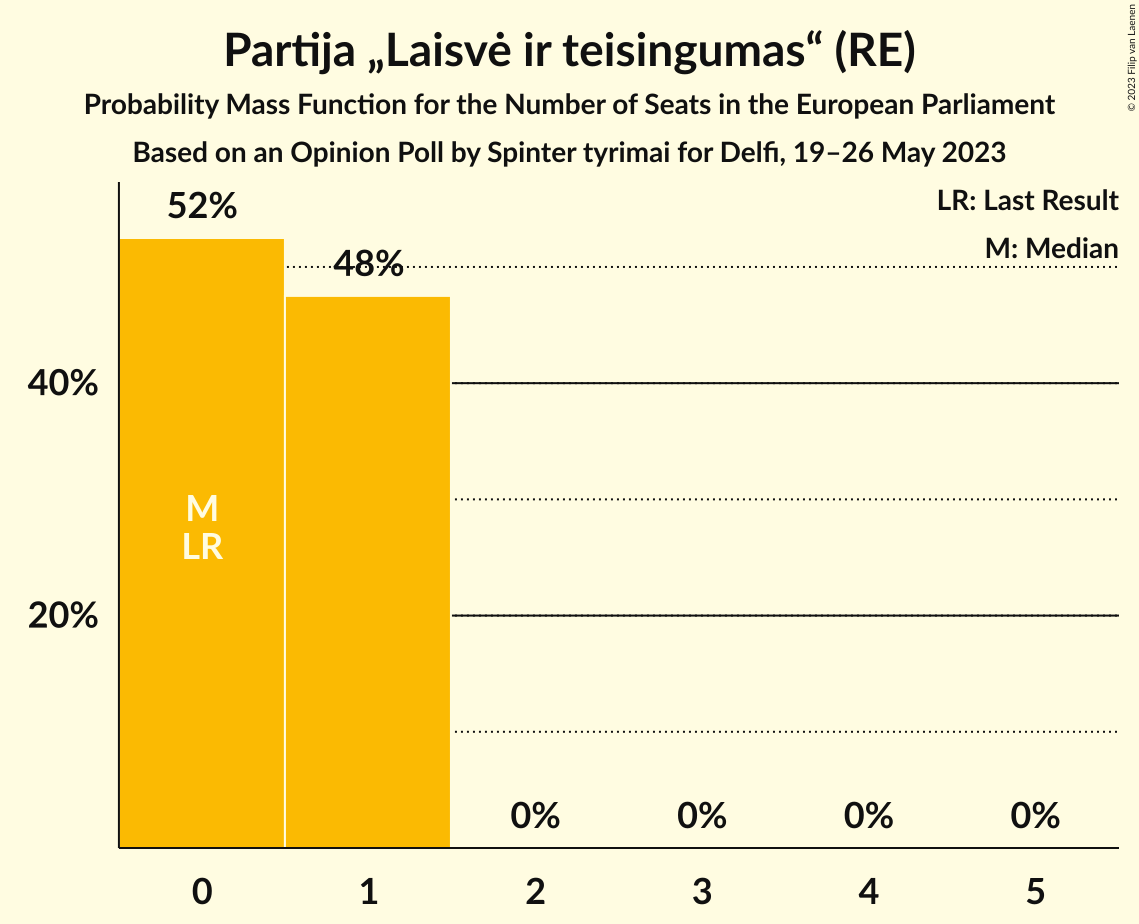 Partija „Laisvė ir teisingumas“ (RE)
Probability Mass Function for the Number of Seats in the European Parliament
Based on an Opinion Poll by Spinter tyrimai for Delfi, 19–26 May 2023
© 2023 Filip van Laenen
LR: Last Result
M: Median
52%
48%
40%
20%
M
LR
0%
0%
0%
0%
0
1
2
3
4
5